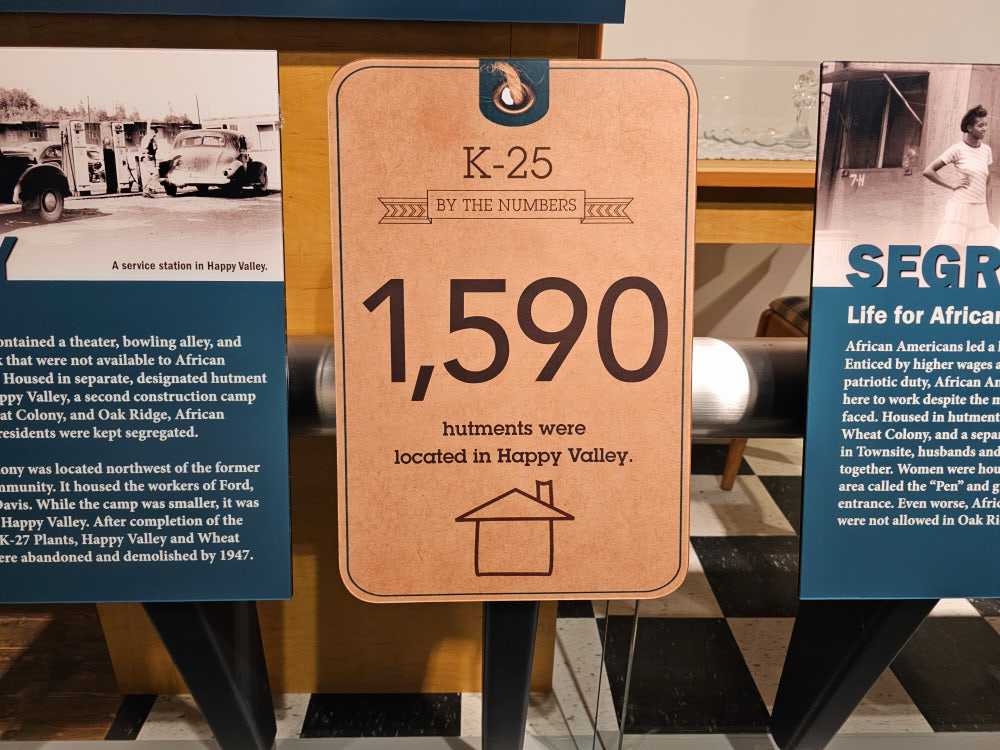 A service station in Happy Valley.
Y
ontained a theater, bowling alley, and
k that were not available to African
Housed in separate, designated hutment
ppy Valley, a second construction camp
at Colony, and Oak Ridge, African
residents were kept segregated.
ony was located northwest of the former
mmunity. It housed the workers of Ford,
Davis. While the camp was smaller, it was
Happy Valley. After completion of the
K-27 Plants, Happy Valley and Wheat
ere abandoned and demolished by 1947.
K-25
BY THE NUMBERS
1,590
hutments were
located in Happy Valley.
7-H
SEGR
Life for African
African Americans led a
Enticed by higher wages a
patriotic duty, African Am
here to work despite the m
faced. Housed in hutment
Wheat Colony, and a separ
in Townsite, husbands and
together. Women were hou
area called the “Pen” and g
entrance. Even worse, Afric
were not allowed in Oak Ri